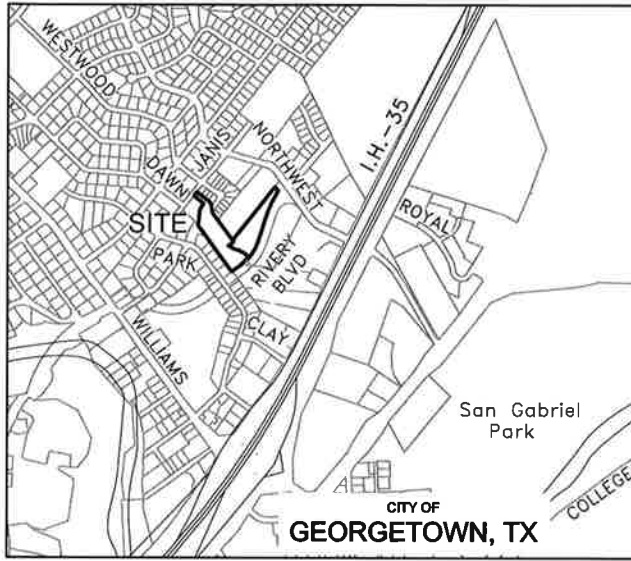 WESTWOOD
DAWN
JANIS
NORTHWEST
I.H.-35
ROYAL
SITE
PARK
RIVERY
BLVD
WILLIAMS
CLAY
San Gabriel
Park
COLLEGE
CITY OF
GEORGETOWN, TX